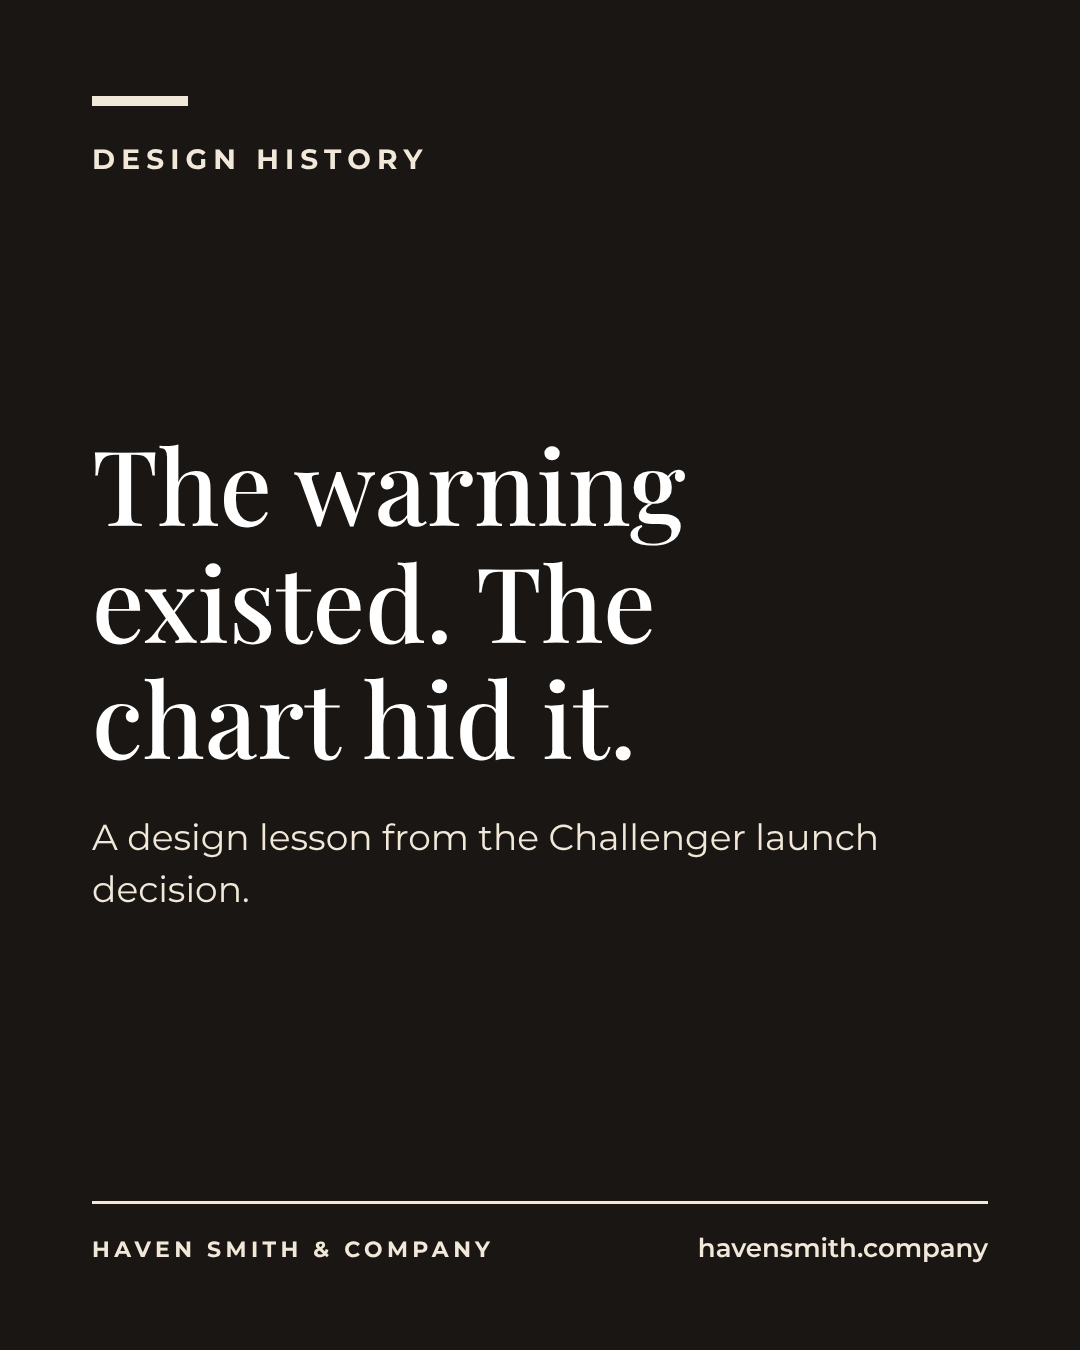 DESIGN HISTORY
The warning
existed. The
chart hid it.
A design lesson from the Challenger launch
decision.
HAVEN SMITH & COMPANY
havensmith.company